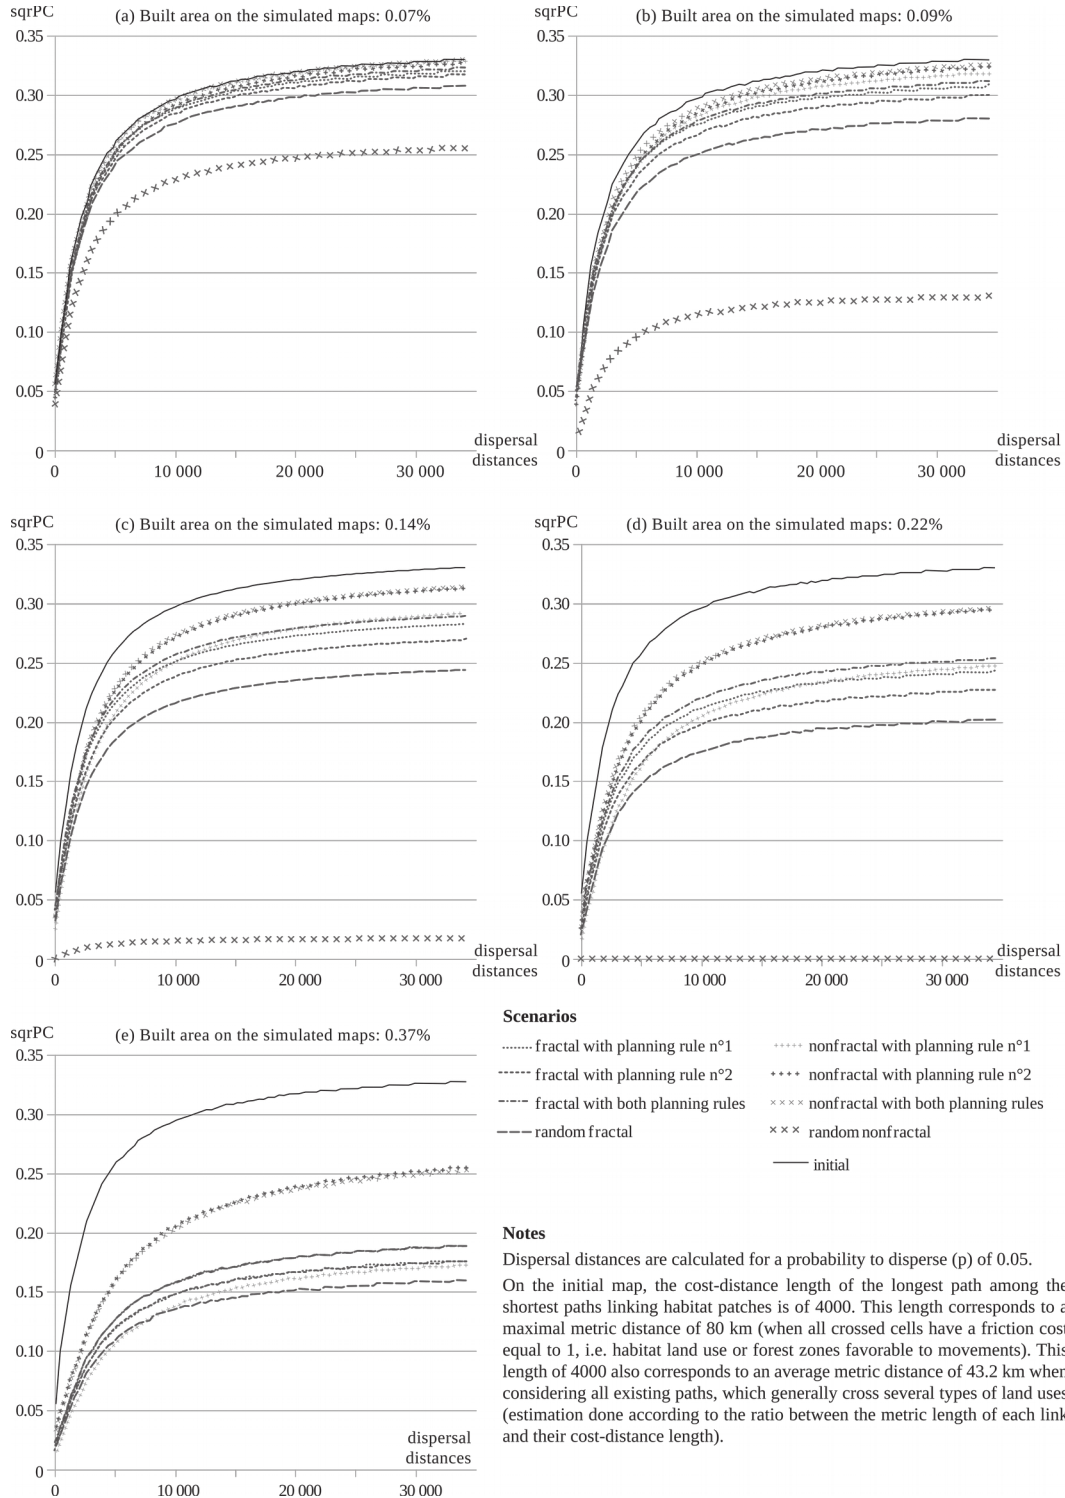 sqrPC
(a) Built area on the simulated maps: 0.07%
0.35
0.30
0.25
0.20
0.15
0.10
0.05
0
dispersal
distances
0
10 000
20 000
30 000
sqrPC
(b) Built area on the simulated maps: 0.09%
0.35
0.30
0.25
0.20
0.15
0.10
0.05
0
dispersal
distances
0
10 000
20 000
30 000
sqrPC
(c) Built area on the simulated maps: 0.14%
0.35
0.30
0.25
0.20
0.15
0.10
0.05
0
dispersal
distances
0
10 000
20 000
30 000
sqrPC
(d) Built area on the simulated maps: 0.22%
0.35
0.30
0.25
0.20
0.15
0.10
0.05
0
dispersal
distances
0
10 000
20 000
30 000
sqrPC
(e) Built area on the simulated maps: 0.37%
0.35
0.30
0.25
0.20
0.15
0.10
0.05
0
dispersal
distances
0
10 000
20 000
30 000
Scenarios
fractal with planning rule n°1
fractal with planning rule n°2
fractal with both planning rules
random fractal
nonfractal with planning rule n°1
nonfractal with planning rule n°2
nonfractal with both planning rules
random nonfractal
initial
Notes
Dispersal distances are calculated for a probability to disperse (p) of 0.05.
On the initial map, the cost-distance length of the longest path among the
shortest paths linking habitat patches is of 4000. This length corresponds to a
maximal metric distance of 80 km (when all crossed cells have a friction cost
equal to 1, i.e. habitat land use or forest zones favorable to movements). This
length of 4000 also corresponds to an average metric distance of 43.2 km when
considering all existing paths, which generally cross several types of land uses
(estimation done according to the ratio between the metric length of each link
and their cost-distance length).